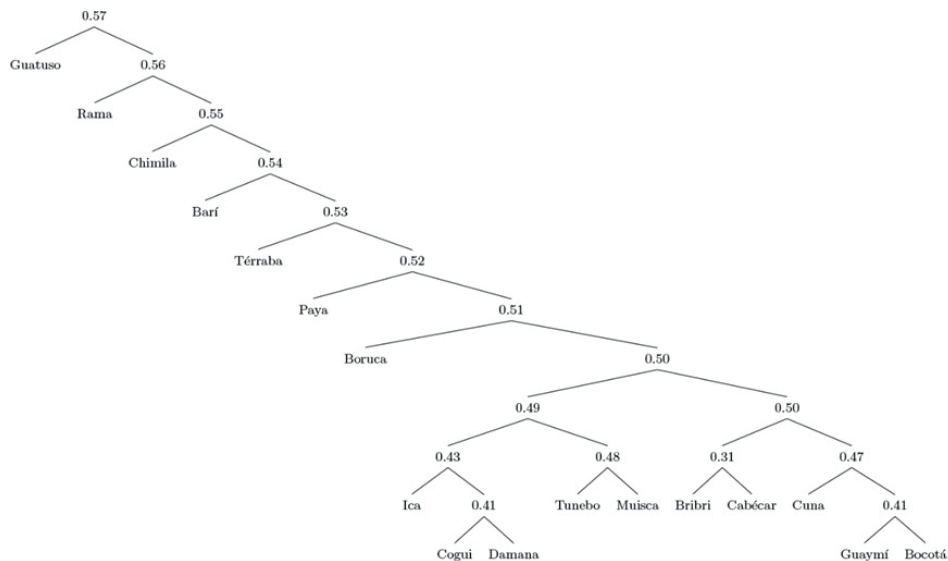 0.57
Guatuso 0.56
Rama 0.55
Chimila 0.54
Barí 0.53
Térraba 0.52
Paya 0.51
Boruca 0.50
0.49 0.50
0.43 0.48 0.31 0.47
Ica 0.41 Tunebo Muisca Bribri Cabécar Cuna 0.41
Cogui Damana Guaymí Bocotá